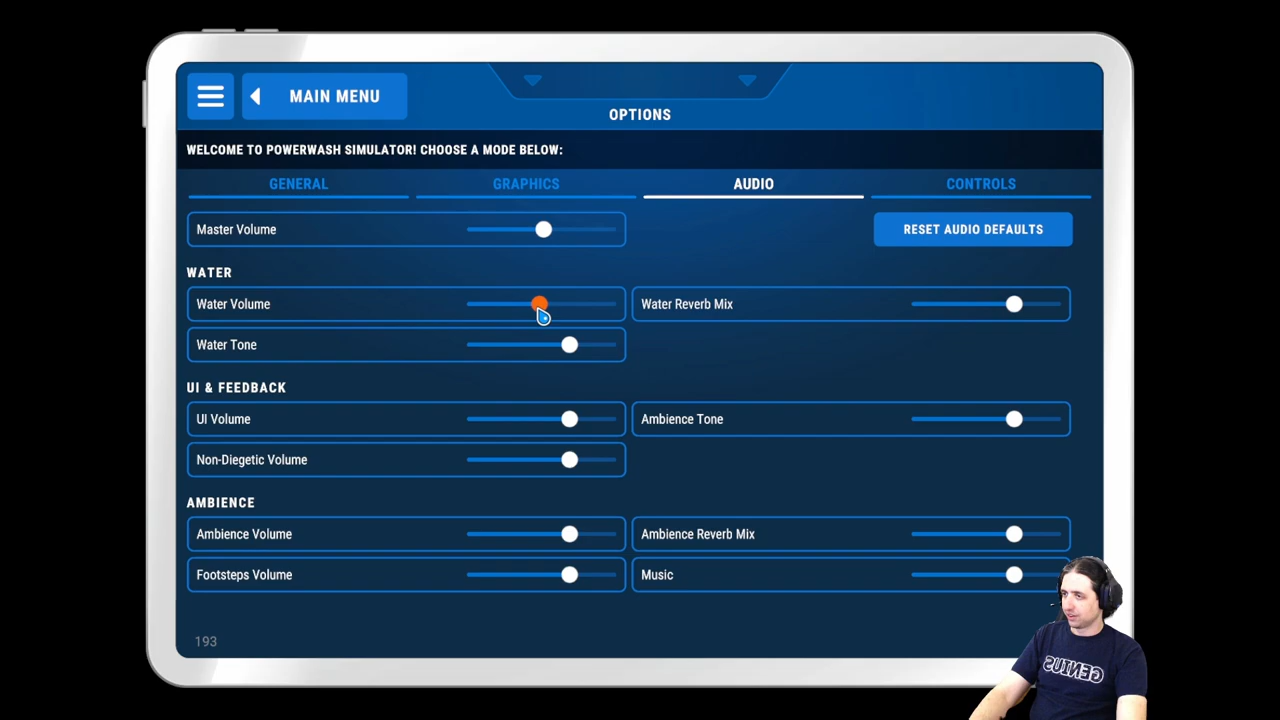 MAIN MENU
OPTIONS
WELCOME TO POWERWASH SIMULATOR! CHOOSE A MODE BELOW:
GENERAL GRAPHICS AUDIO CONTROLS
Master Volume RESET AUDIO DEFAULTS
WATER
Water Volume Water Reverb Mix
Water Tone
UI & FEEDBACK
UI Volume Ambience Tone
Non-Diegetic Volume
AMBIENCE
Ambience Volume Ambience Reverb Mix
Footsteps Volume Music
193
GENIUS